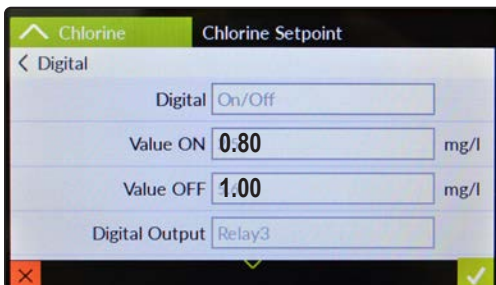 Chlorine Chlorine Setpoint
Digital
Digital On/Off
Value ON 0.80 mg/l
Value OFF 1.00 mg/l
Digital Output Relay3